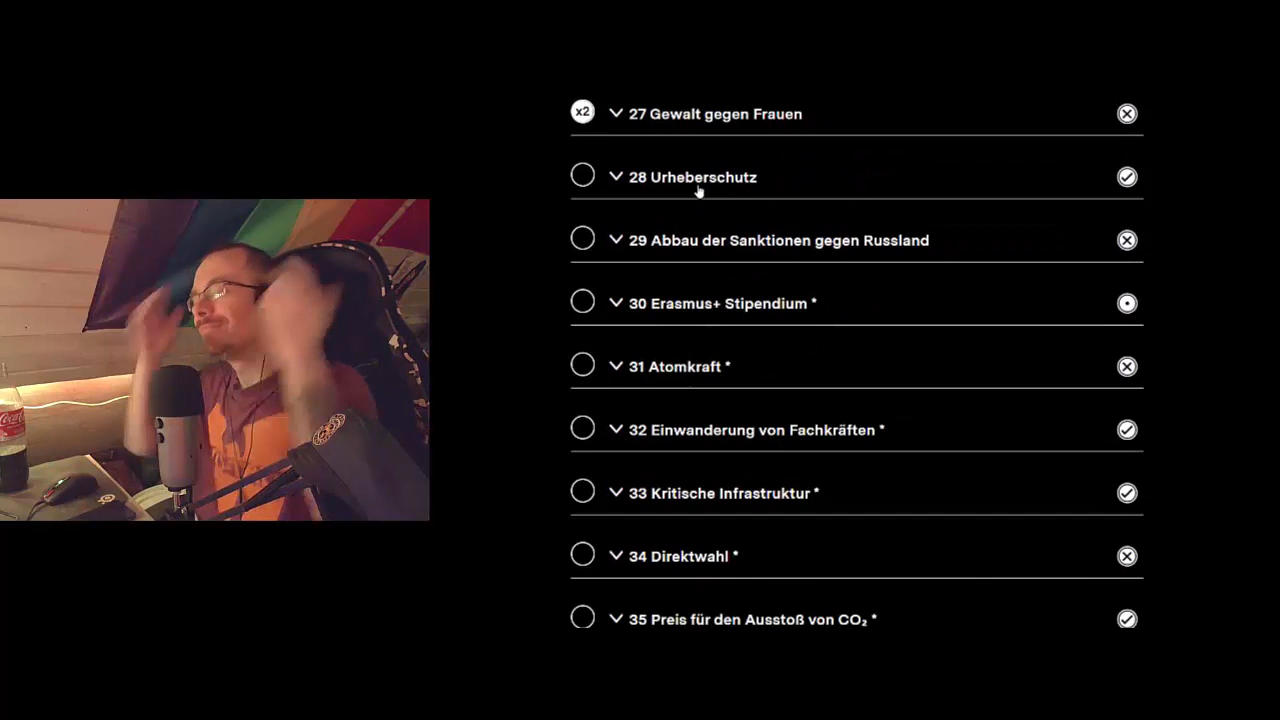 x2 27 Gewalt gegen Frauen
28 Urheberschutz
29 Abbau der Sanktionen gegen Russland
30 Erasmus+ Stipendium *
31 Atomkraft *
32 Einwanderung von Fachkräften *
33 Kritische Infrastruktur *
34 Direktwahl *
35 Preis für den Ausstoß von CO₂ *
Coca